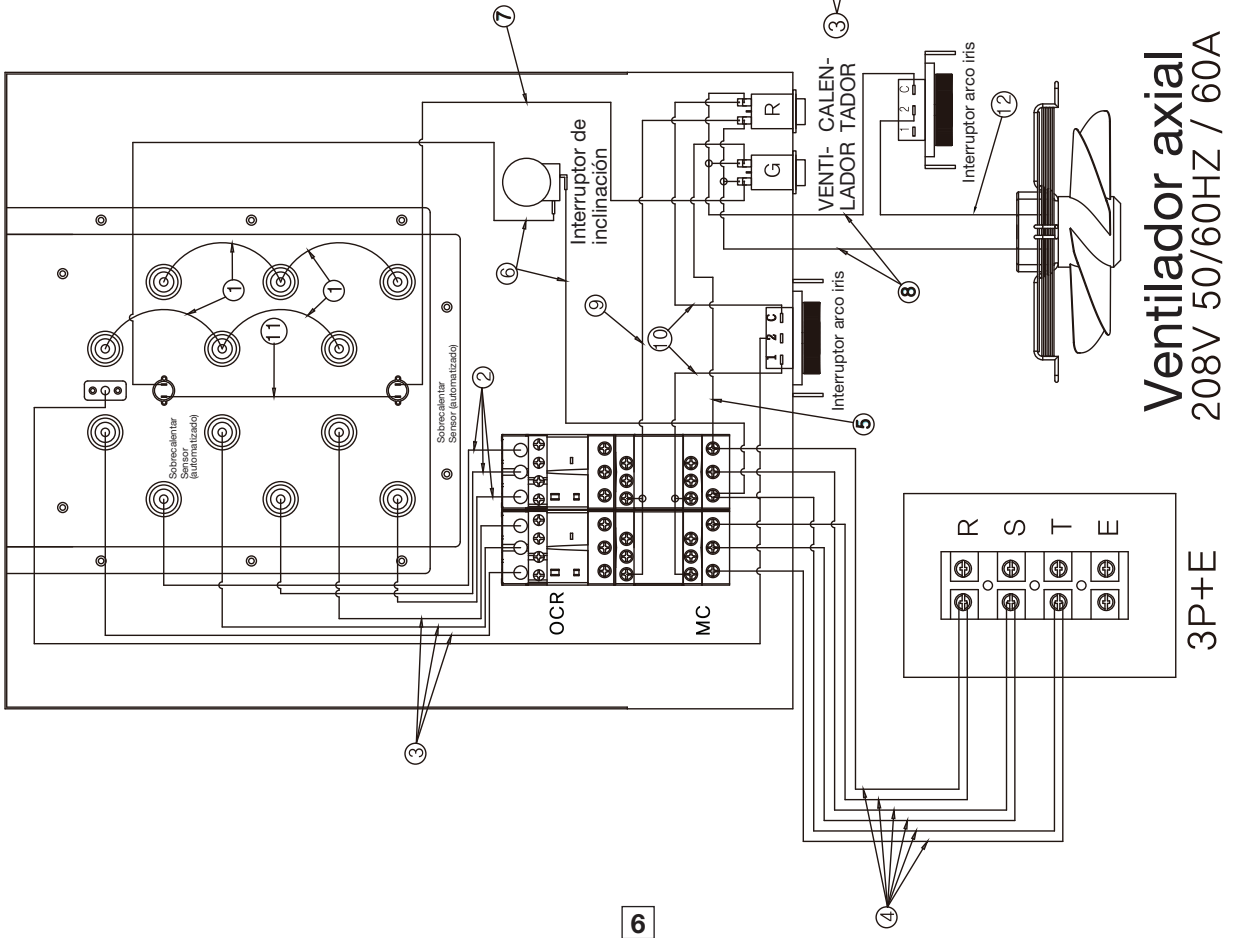 7
3
Interruptor de
inclinación
6
1
1
11
Sobrecalentar
Sensor
(automatizado)
Sobrecalentar
Sensor (automatizado)
2
9
10
5
8
G
R
VENTI- CALEN-
LADOR TADOR
1 2 C
Interruptor arco iris
1 2 C
Interruptor arco iris
12
OCR
MC
3
4
R
S
T
E
3P+E
Ventilador axial
208V 50/60HZ / 60A
6